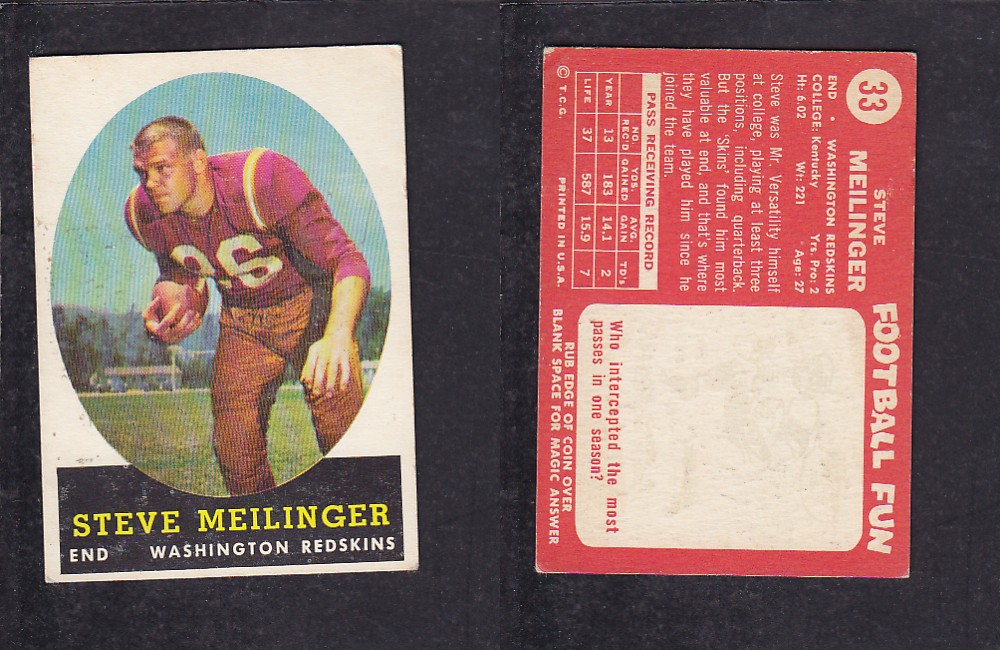 STEVE MEILINGER
END WASHINGTON REDSKINS
33
STEVE
MEILINGER
END • WASHINGTON REDSKINS
COLLEGE: Kentucky Yrs. Pro: 2
Ht: 6.02 Wt: 221 Age: 27
Steve was Mr. Versatility himself
at college, playing at least three
positions, including quarterback.
But the 'Skins' found him most
valuable at end, and that's where
they have played him since he
joined the team.
PASS RECEIVING RECORD
NO. REC'D YDS. GAINED AVG. GAIN TD's
YEAR 13 183 14.1 2
LIFE 37 587 15.9 7
© T.C.G. PRINTED IN U.S.A.
FOOTBALL FUN
Who intercepted the most
passes in one season?
RUB EDGE OF COIN OVER
BLANK SPACE FOR MAGIC ANSWER